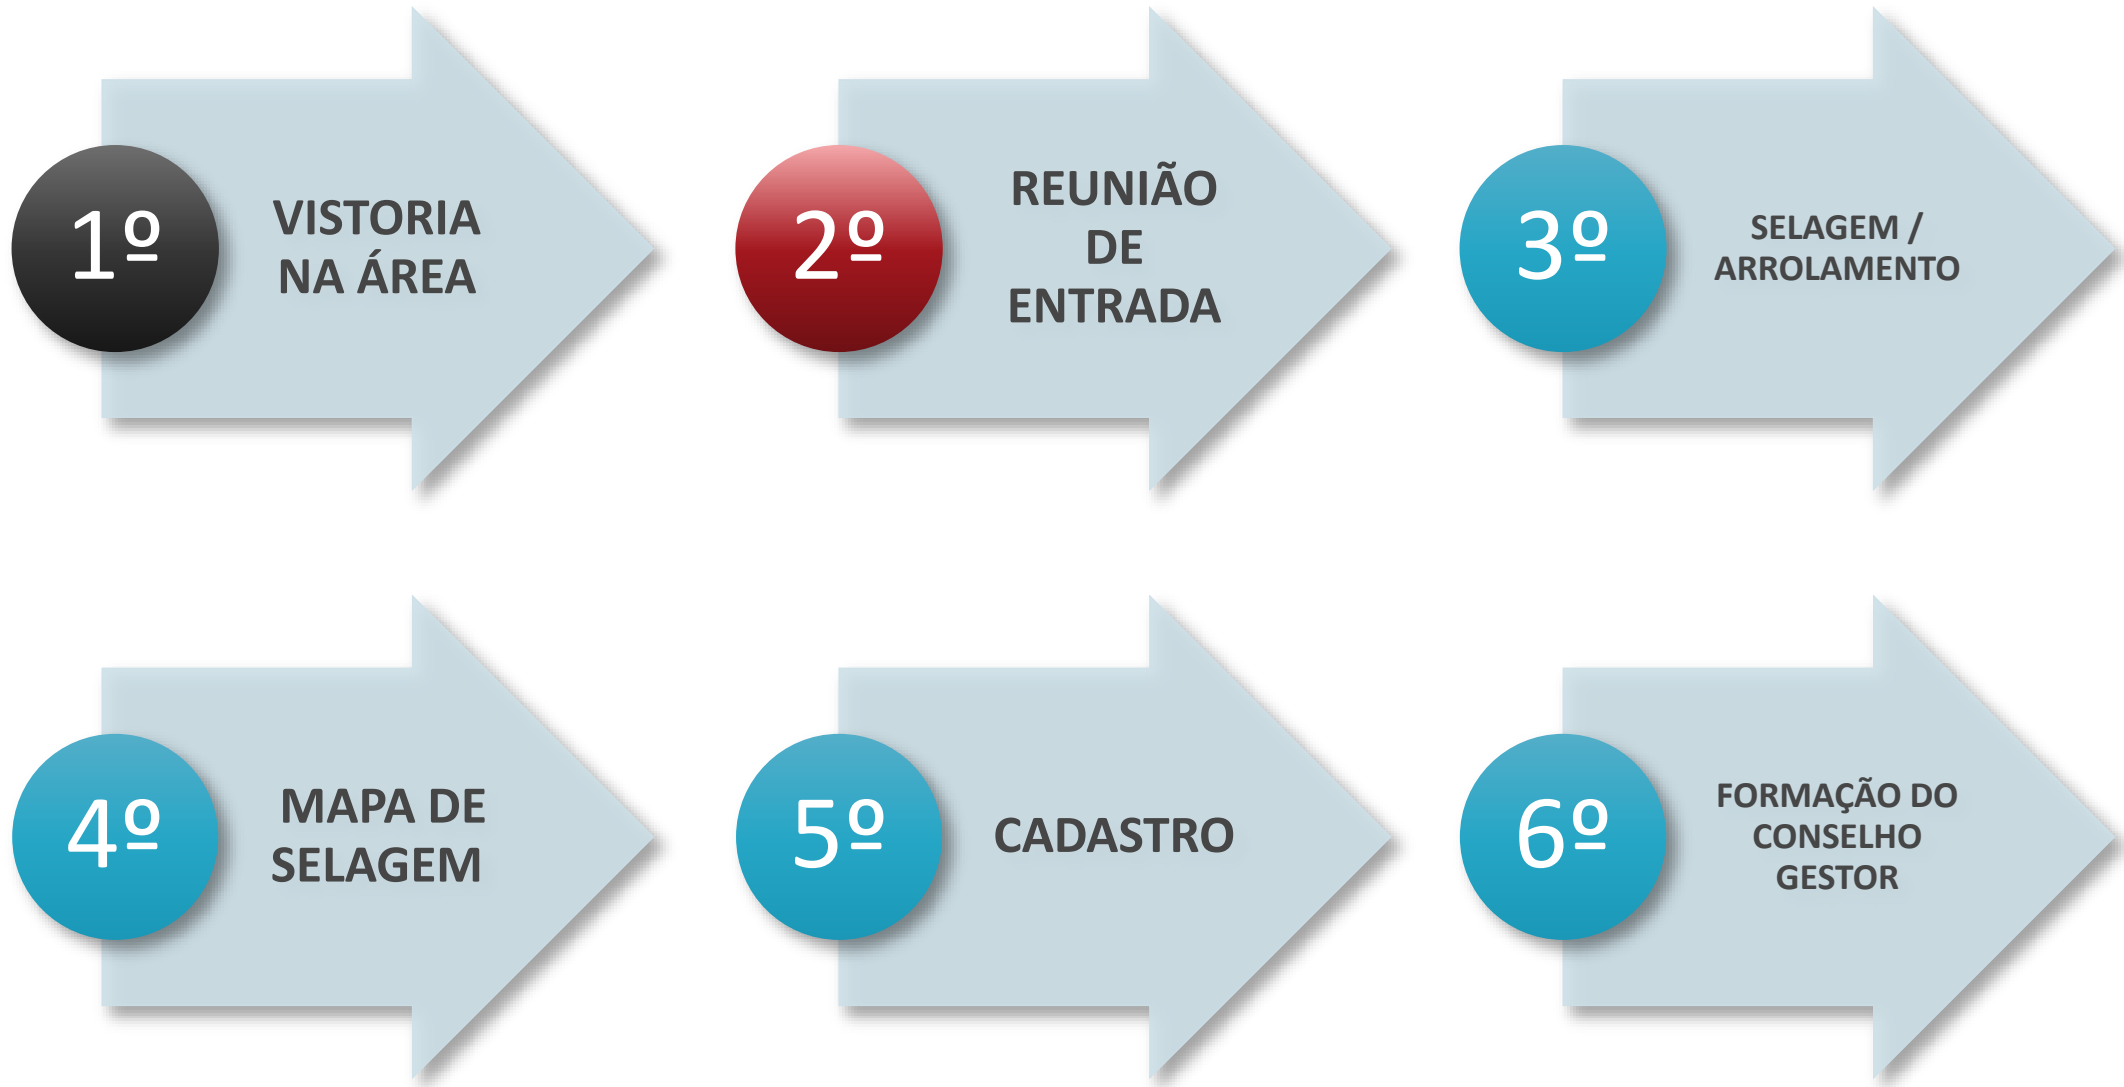 1º
VISTORIA
NA ÁREA
2º
REUNIÃO
DE
ENTRADA
3º
SELAGEM /
ARROLAMENTO
4º
MAPA DE
SELAGEM
5º
CADASTRO
6º
FORMAÇÃO DO
CONSELHO
GESTOR